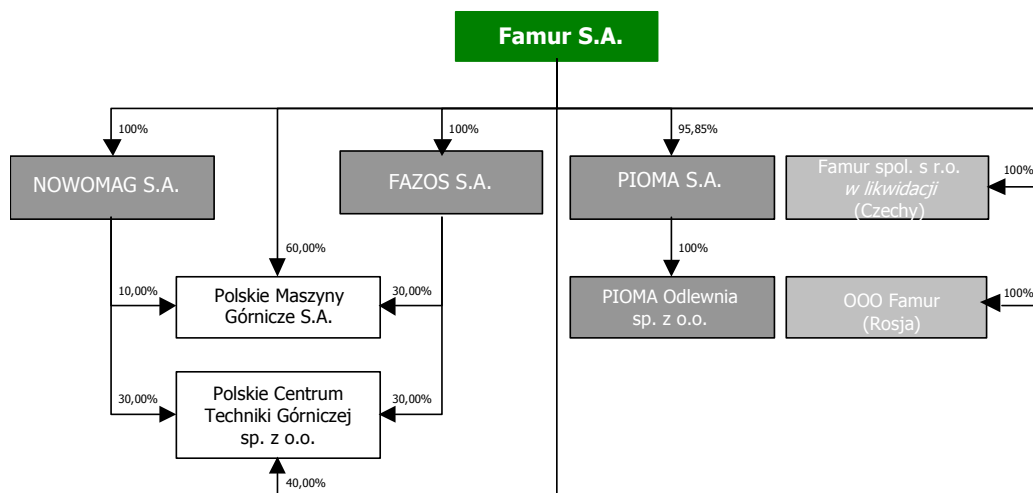 Famur S.A.
100%
100%
95,85%
NOWOMAG S.A.
FAZOS S.A.
PIOMA S.A.
Famur spol. s r.o.
w likwidacji
(Czechy)
100%
60,00%
100%
10,00%
Polskie Maszyny
Górnicze S.A.
30,00%
PIOMA Odlewnia
sp. z o.o.
OOO Famur
(Rosja)
100%
30,00%
Polskie Centrum
Techniki Górniczej
sp. z o.o.
30,00%
40,00%